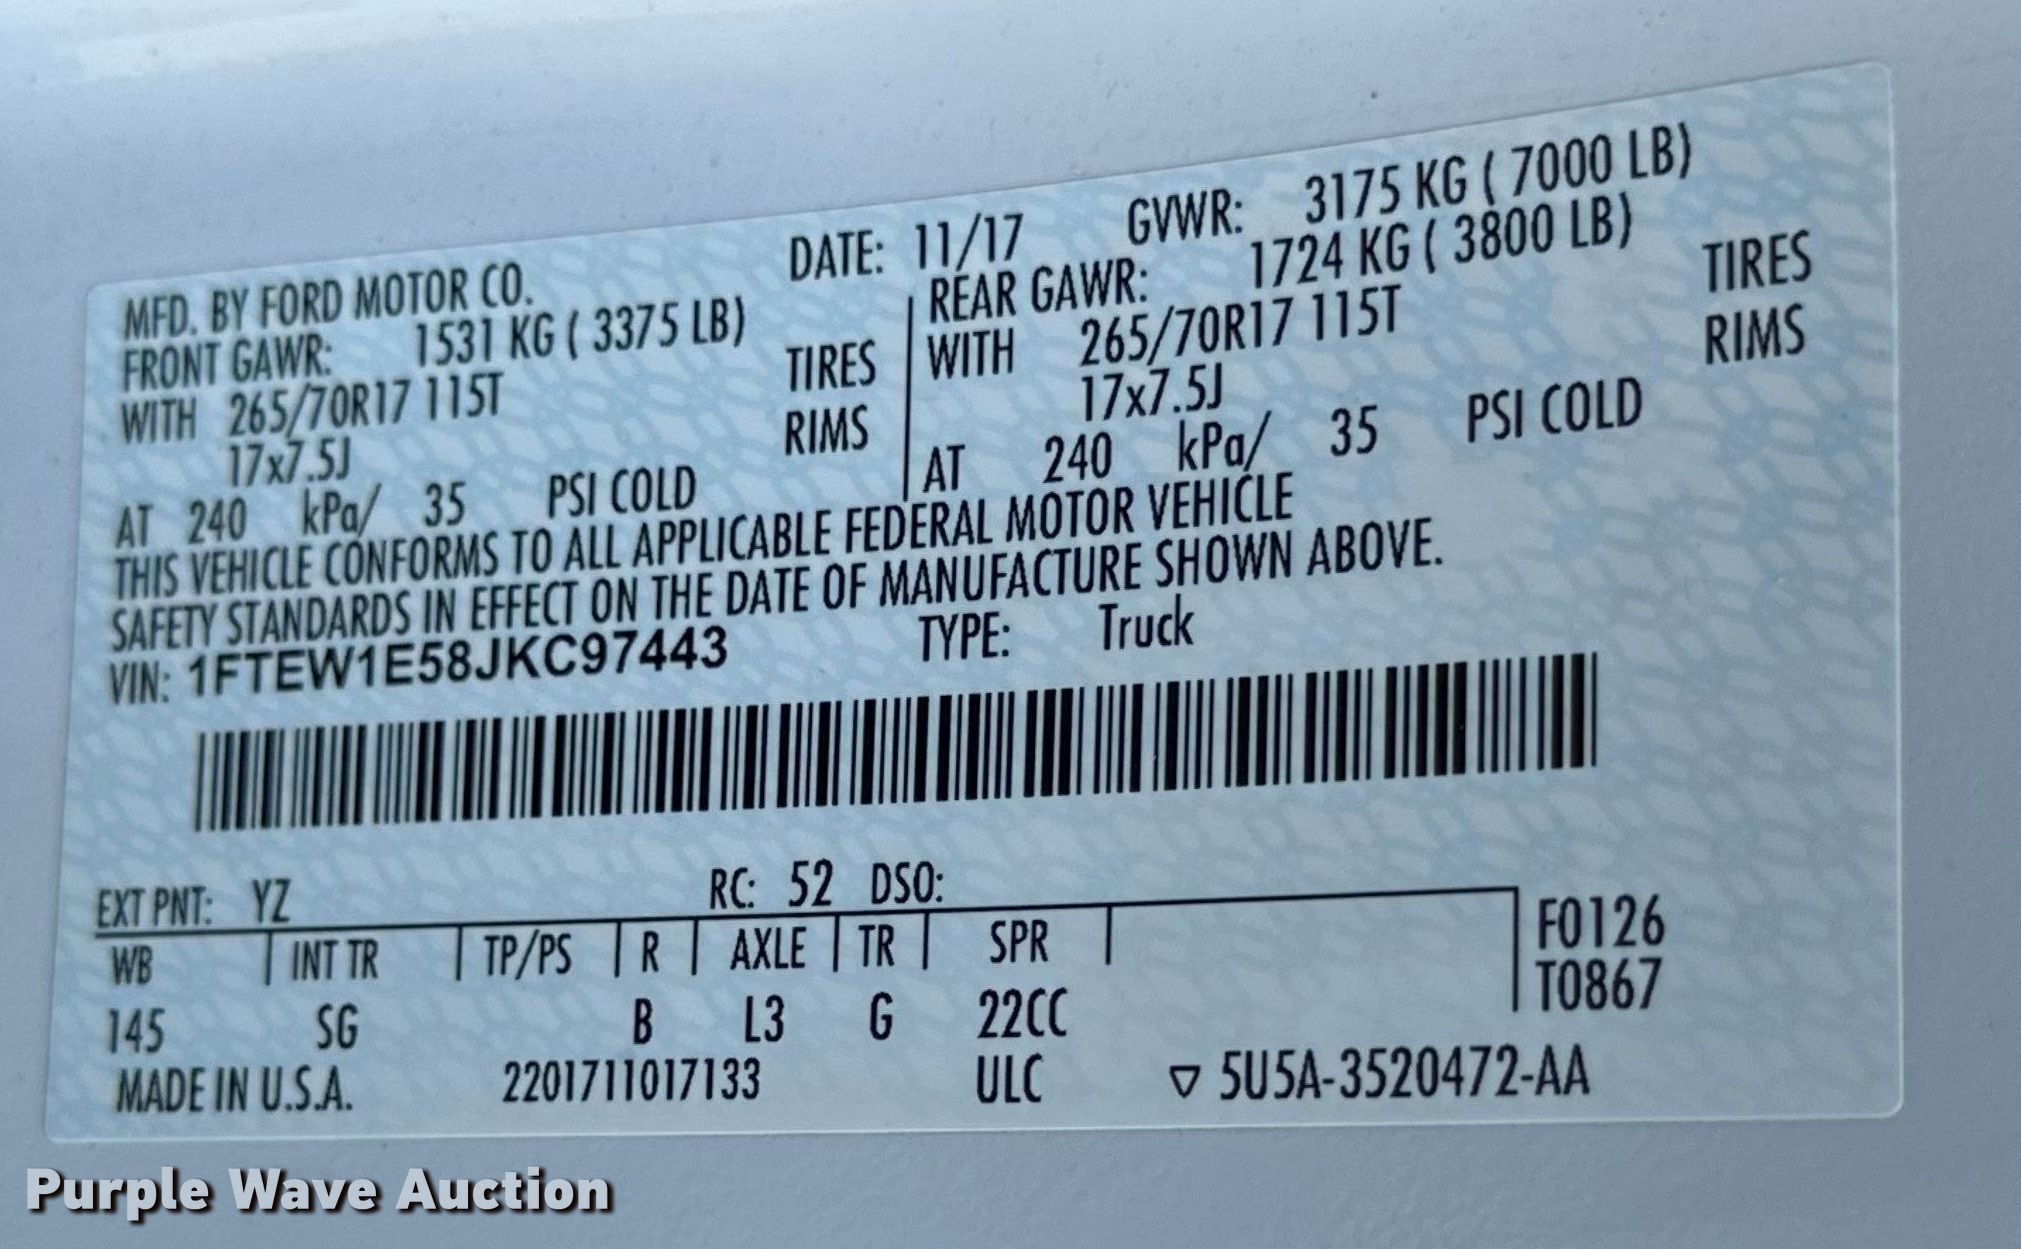 MFD. BY FORD MOTOR CO. DATE: 11/17 GVWR: 3175 KG ( 7000 LB)
FRONT GAWR: 1531 KG ( 3375 LB) REAR GAWR: 1724 KG ( 3800 LB)
WITH 265/70R17 115T TIRES WITH 265/70R17 115T TIRES
17x7.5J RIMS 17x7.5J RIMS
AT 240 kPa/ 35 PSI COLD AT 240 kPa/ 35 PSI COLD
THIS VEHICLE CONFORMS TO ALL APPLICABLE FEDERAL MOTOR VEHICLE
SAFETY STANDARDS IN EFFECT ON THE DATE OF MANUFACTURE SHOWN ABOVE.
VIN: 1FTEW1E58JKC97443 TYPE: Truck
EXT PNT: YZ RC: 52 DSO:
WB INT TR TP/PS R AXLE TR SPR F0126
T0867
145 SG B L3 G 22CC
MADE IN U.S.A. 2201711017133 ULC ▽ 5U5A-3520472-AA
Purple Wave Auction